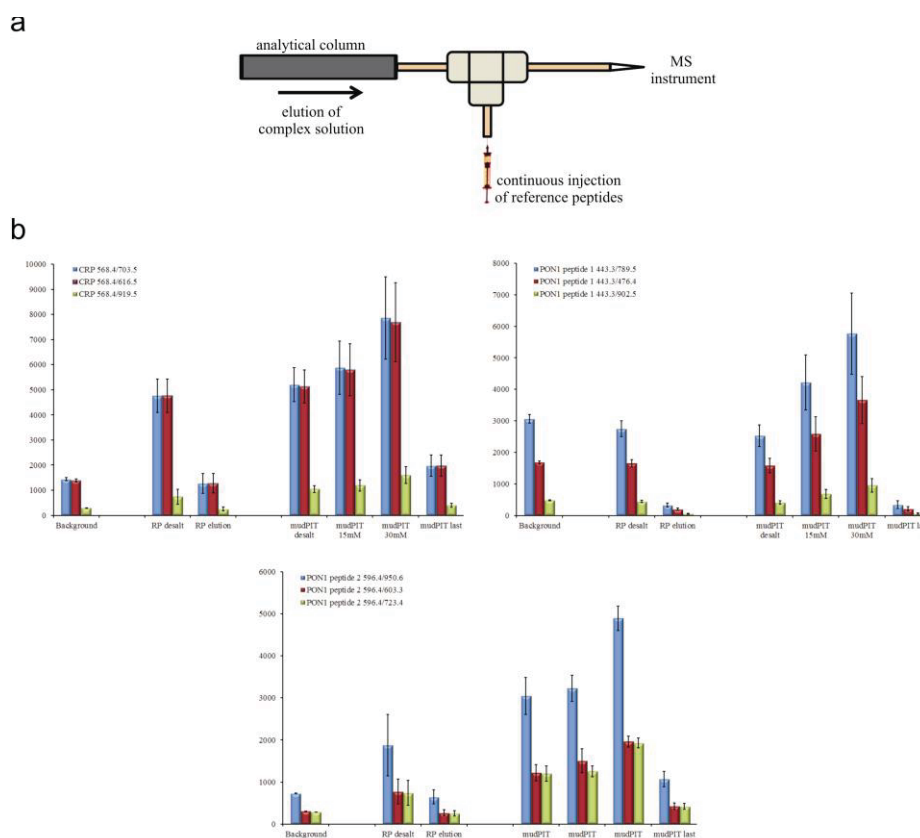 a
analytical column
elution of
complex solution
MS
instrument
continuous injection
of reference peptides
b
10000
9000
8000
7000
6000
5000
4000
3000
2000
1000
0
CRP 568.4/703.5
CRP 568.4/616.5
CRP 568.4/919.5
Background
RP desalt
RP elution
mudPIT
desalt
mudPIT
15mM
mudPIT
30mM
mudPIT last
8000
7000
6000
5000
4000
3000
2000
1000
0
PON1 peptide 1 443.3/789.5
PON1 peptide 1 443.3/476.4
PON1 peptide 1 443.3/902.5
Background
RP desalt
RP elution
mudPIT
desalt
mudPIT
15mM
mudPIT
30mM
mudPIT la
6000
5000
4000
3000
2000
1000
0
PON1 peptide 2 596.4/950.6
PON1 peptide 2 596.4/603.3
PON1 peptide 2 596.4/723.4
Background
RP desalt
RP elution
mudPIT
mudPIT
mudPIT
mudPIT last